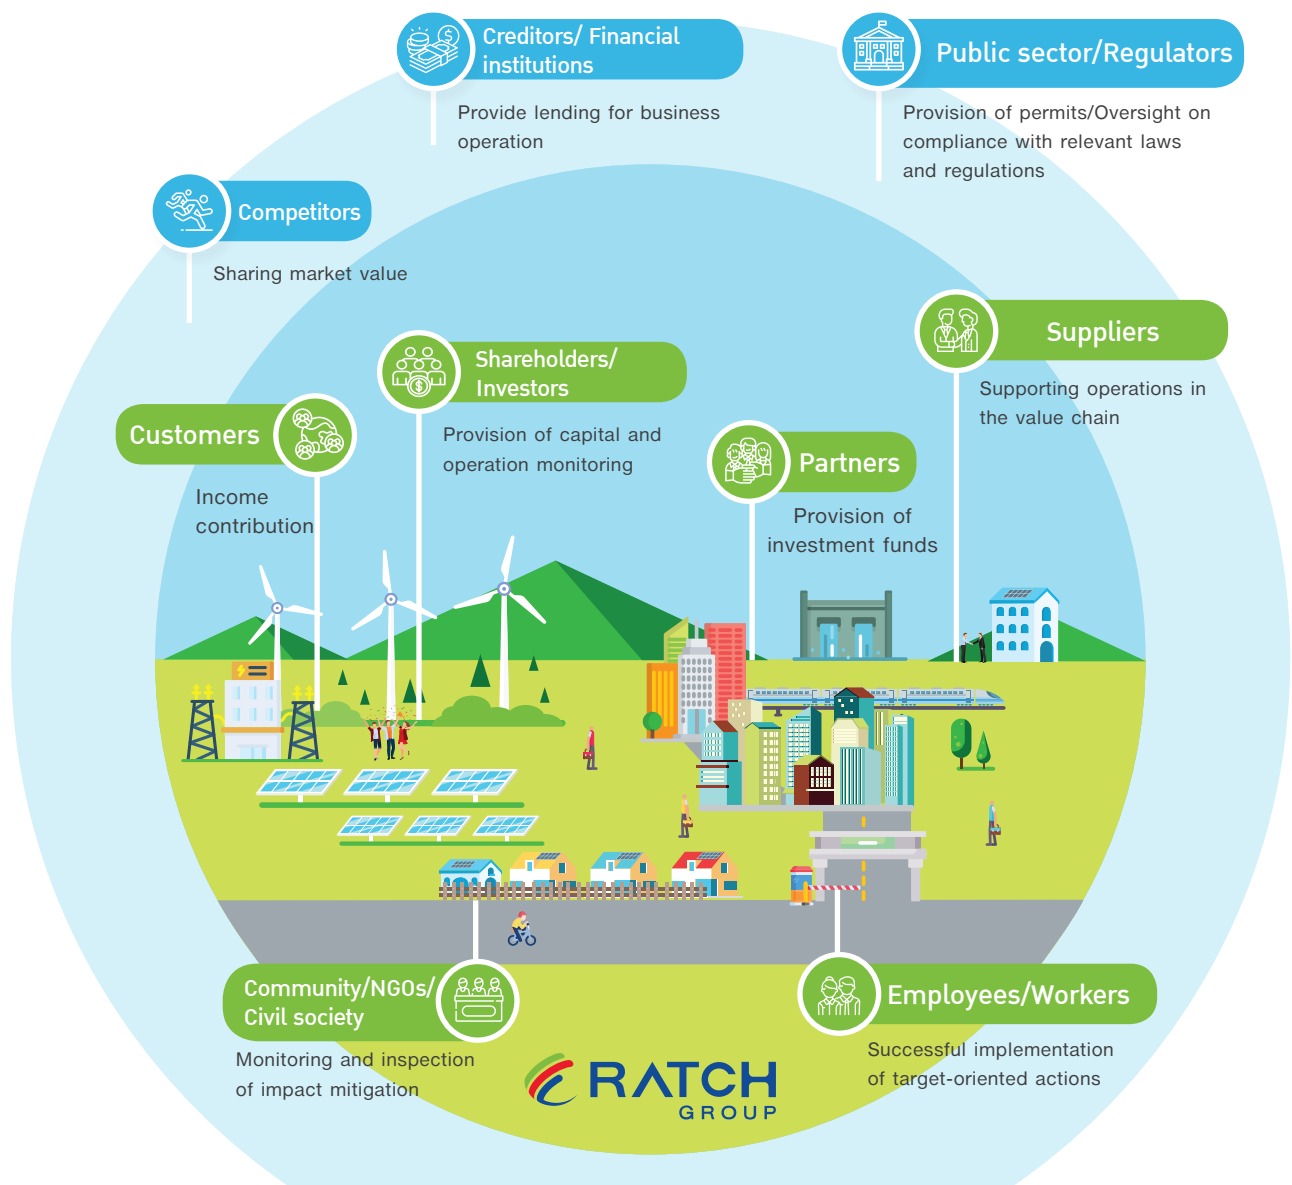 Creditors/ Financial
institutions
Provide lending for business
operation
Public sector/Regulators
Provision of permits/Oversight on
compliance with relevant laws
and regulations
Competitors
Sharing market value
Suppliers
Supporting operations in
the value chain
Shareholders/
Investors
Provision of capital and
operation monitoring
Customers
Income
contribution
Partners
Provision of
investment funds
Community/NGOs/
Civil society
Monitoring and inspection
of impact mitigation
Employees/Workers
Successful implementation
of target-oriented actions
RATCH
GROUP